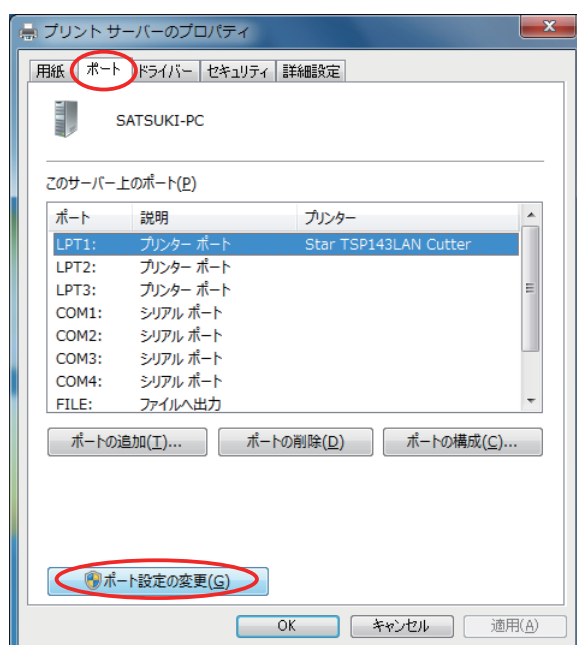 プリント サーバーのプロパティ
用紙 ポート ドライバー セキュリティ 詳細設定
SATSUKI-PC
このサーバー上のポート(P)
ポート 説明 プリンター
LPT1: プリンター ポート Star TSP143LAN Cutter
LPT2: プリンター ポート
LPT3: プリンター ポート
COM1: シリアル ポート
COM2: シリアル ポート
COM3: シリアル ポート
COM4: シリアル ポート
FILE: ファイルへ出力
ポートの追加(T)... ポートの削除(D) ポートの構成(C)...
ポート設定の変更(G)
OK キャンセル 適用(A)